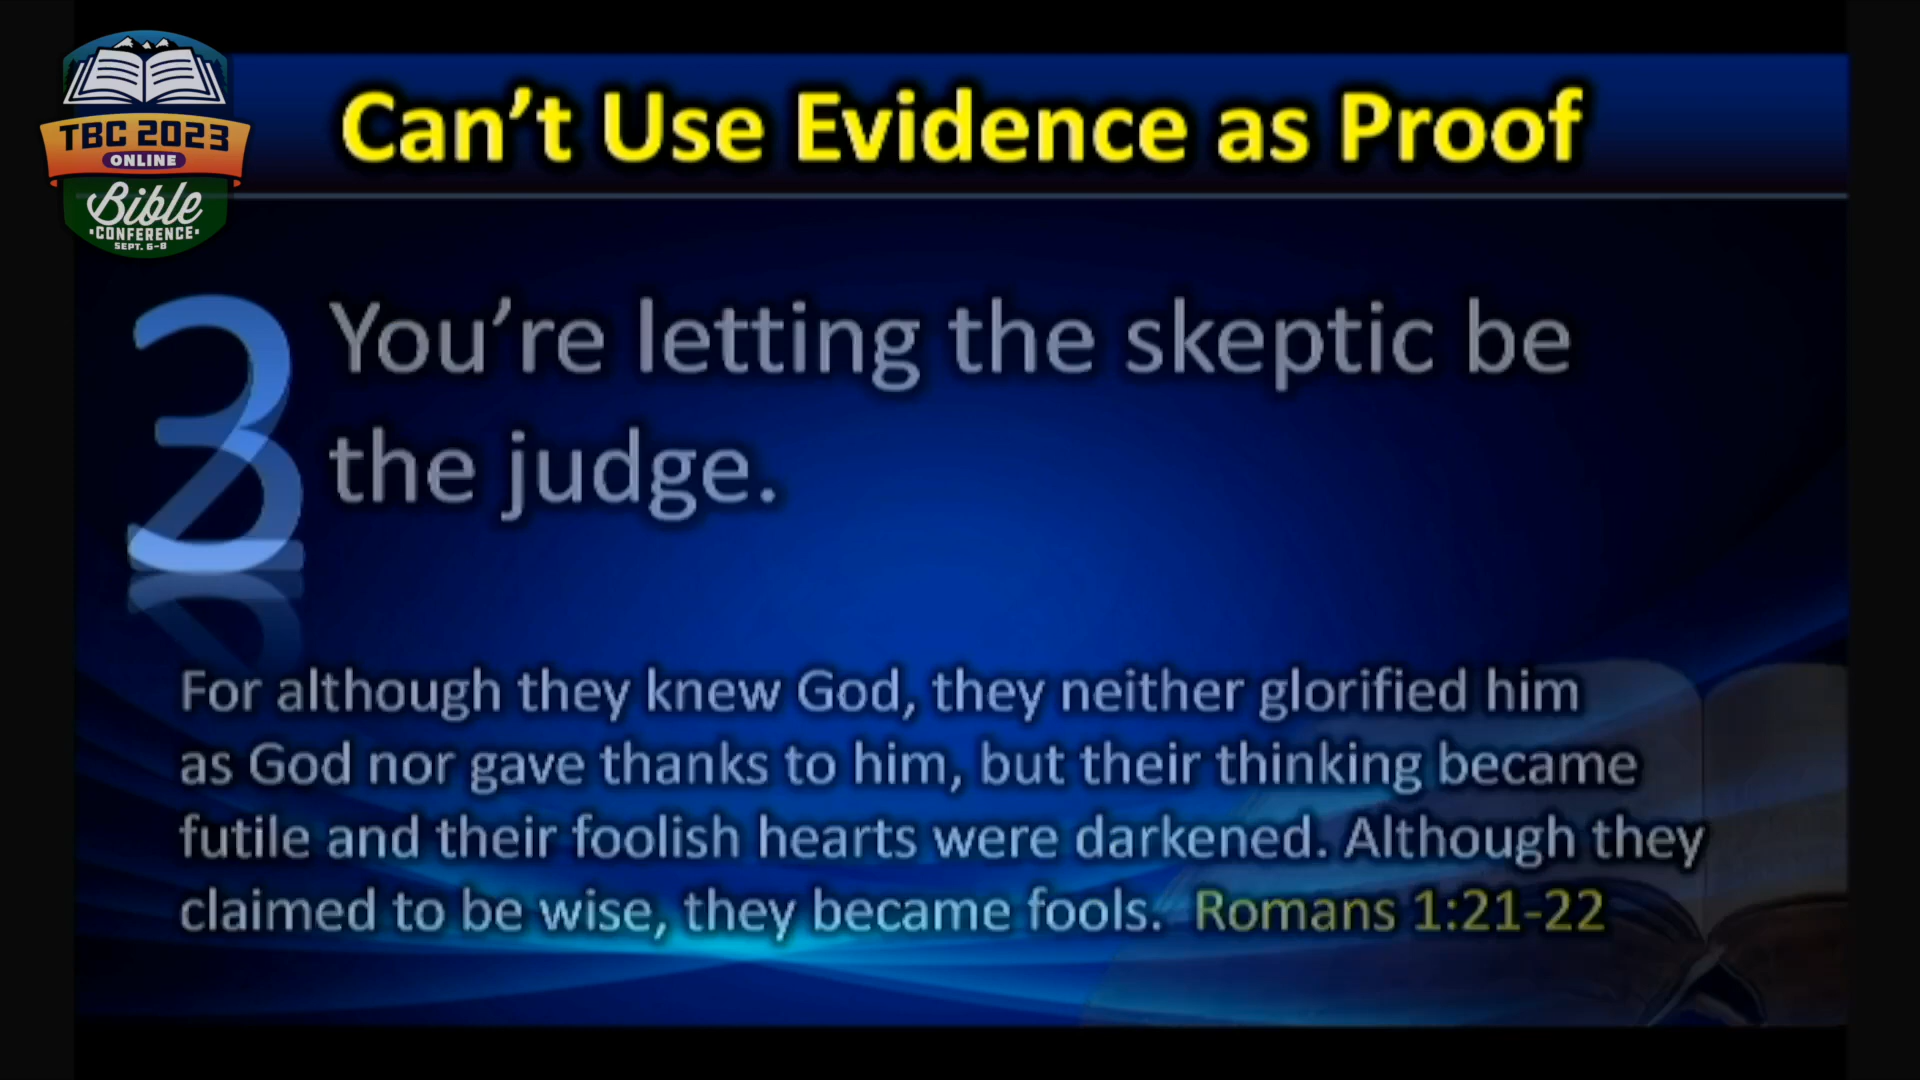 TBC 2023
ONLINE
Bible
•CONFERENCE•
SEPT. 6-8
Can’t Use Evidence as Proof
You’re letting the skeptic be
the judge.
For although they knew God, they neither glorified him
as God nor gave thanks to him, but their thinking became
futile and their foolish hearts were darkened. Although they
claimed to be wise, they became fools. Romans 1:21-22